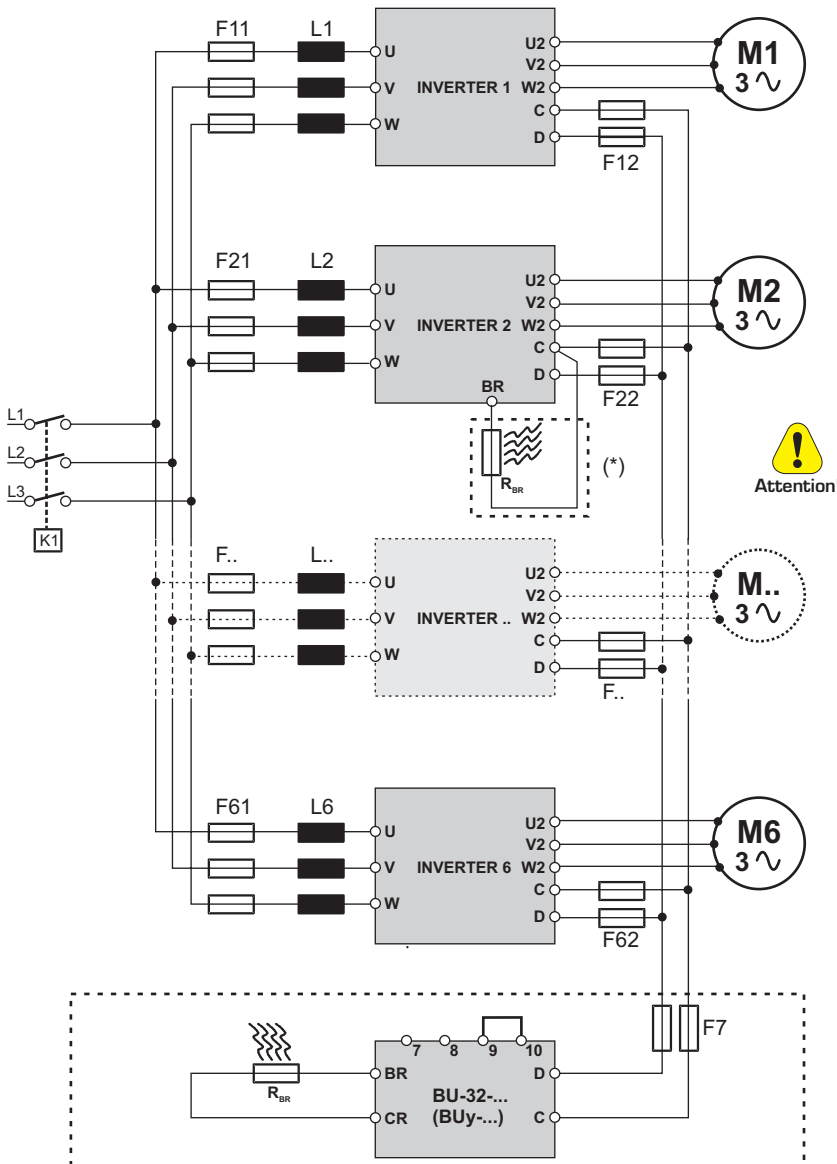 F11 L1
U U2
V INVERTER 1 V2
W2
W C
D
F12
M1
3
F21 L2
U U2
V INVERTER 2 V2
W2
W C
D
BR
F22
M2
3
RBR
(*)
Attention
L1
L2
L3
K1
F.. L..
U U2
V INVERTER .. V2
W2
W C
D
F..
M..
3
F61 L6
U U2
V INVERTER 6 V2
W2
W C
D
F62
M6
3
F7
7 8 9 10
BR D
BU-32-...
(BUy-...)
CR C
RBR